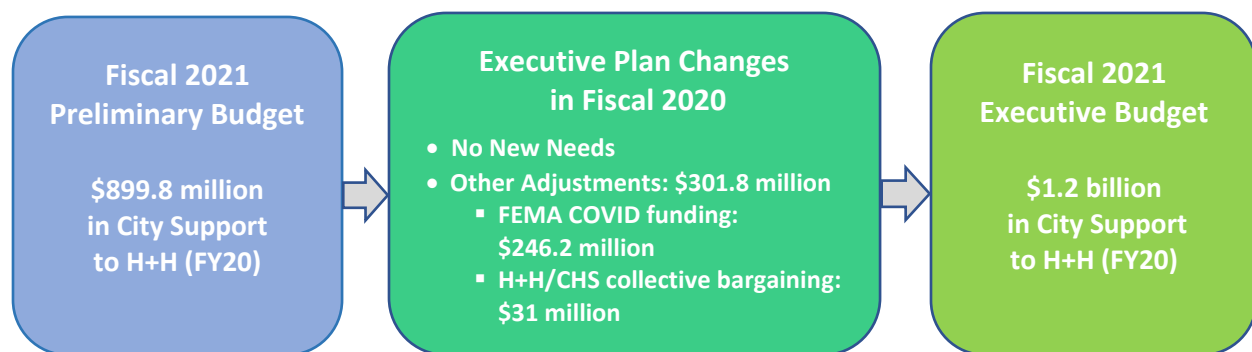 Fiscal 2021
Preliminary Budget
$899.8 million
in City Support
to H+H (FY20)
Executive Plan Changes
in Fiscal 2020
• No New Needs
• Other Adjustments: $301.8 million
▪ FEMA COVID funding:
$246.2 million
▪ H+H/CHS collective bargaining:
$31 million
Fiscal 2021
Executive Budget
$1.2 billion
in City Support
to H+H (FY20)